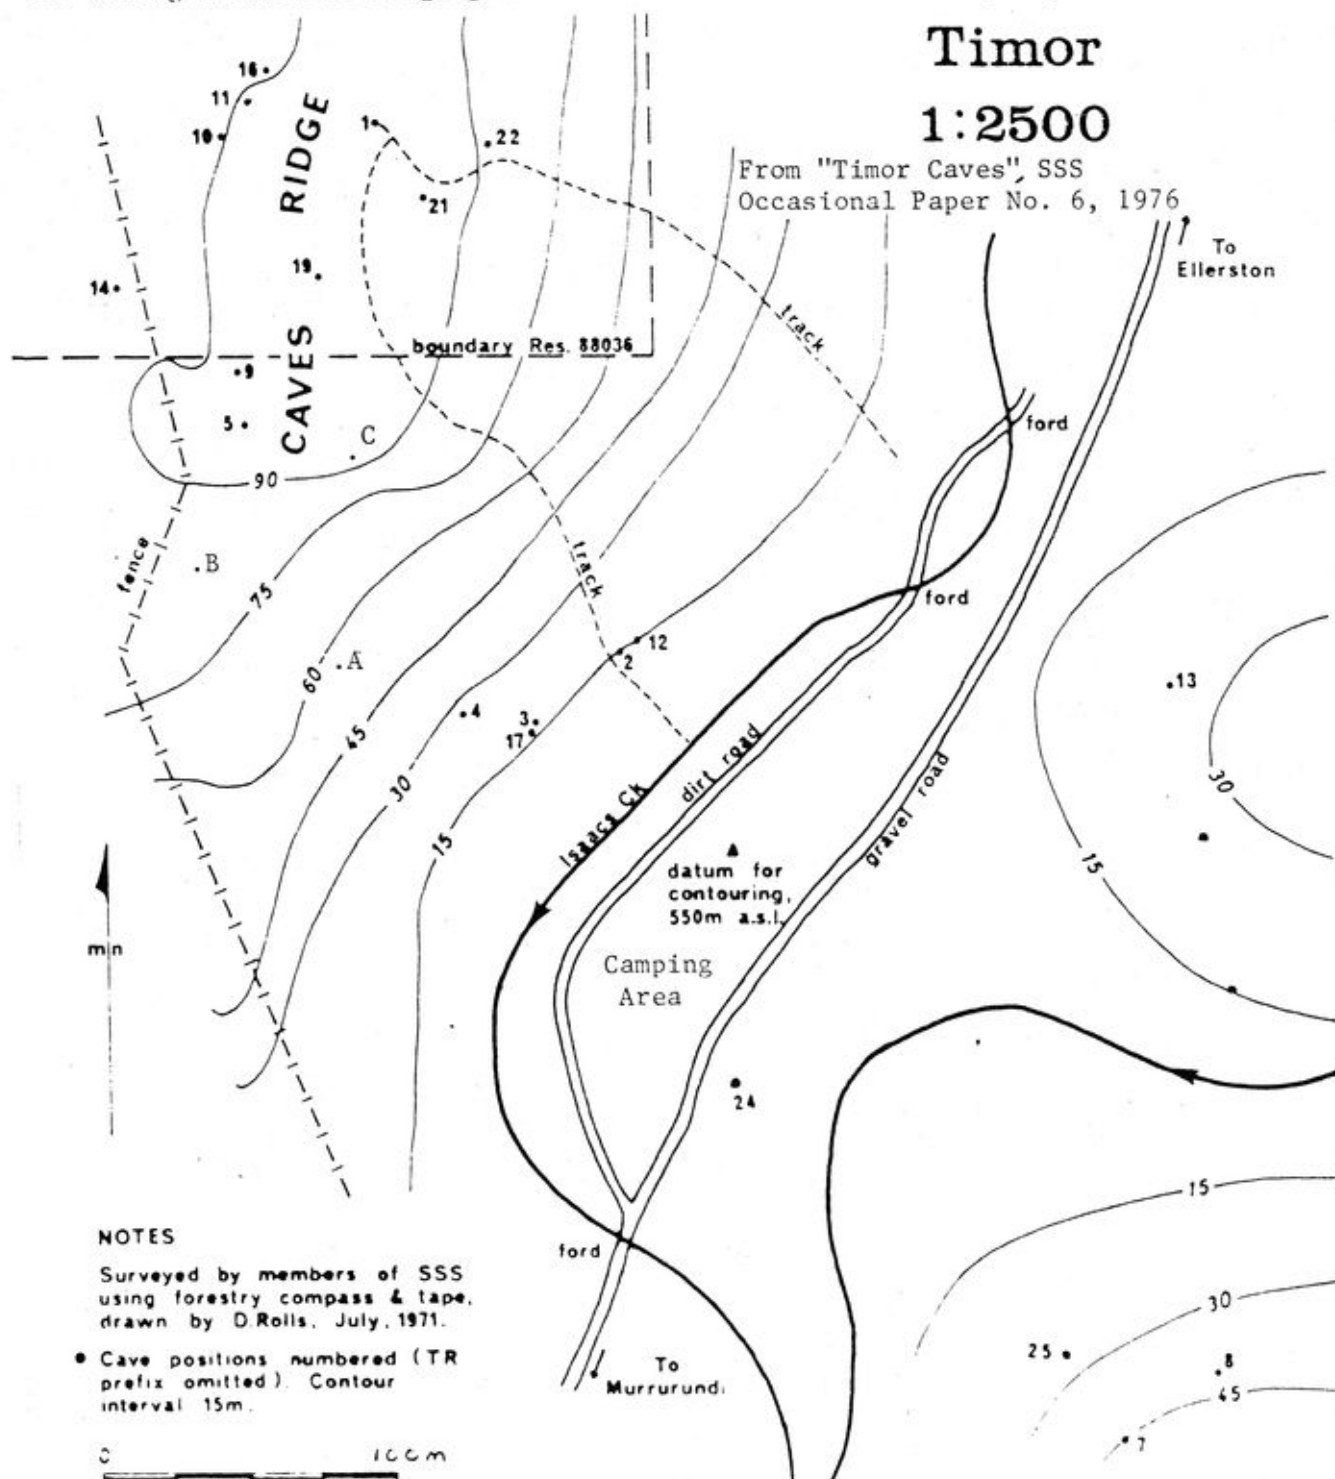 Timor
1:2500
From "Timor Caves", SSS
Occasional Paper No. 6, 1976
16
11
10
1
22
21
CAVES RIDGE
19
14
To
Ellerston
track
boundary Res. 88036
9
5
C
90
ford
fence
B
75
track
ford
12
2
60
A
13
4
3
17
45
30
30
dirt road
gravel road
Isaacs Ck
15
15
datum for
contouring,
550m a.s.l.
mn
Camping
Area
24
15
NOTES
Surveyed by members of SSS
using forestry compass & tape,
drawn by D.Rolls, July, 1971.
Cave positions numbered (TR
prefix omitted). Contour
interval 15m.
ford
30
To
Murrurundi
25
8
45
7
0 100m